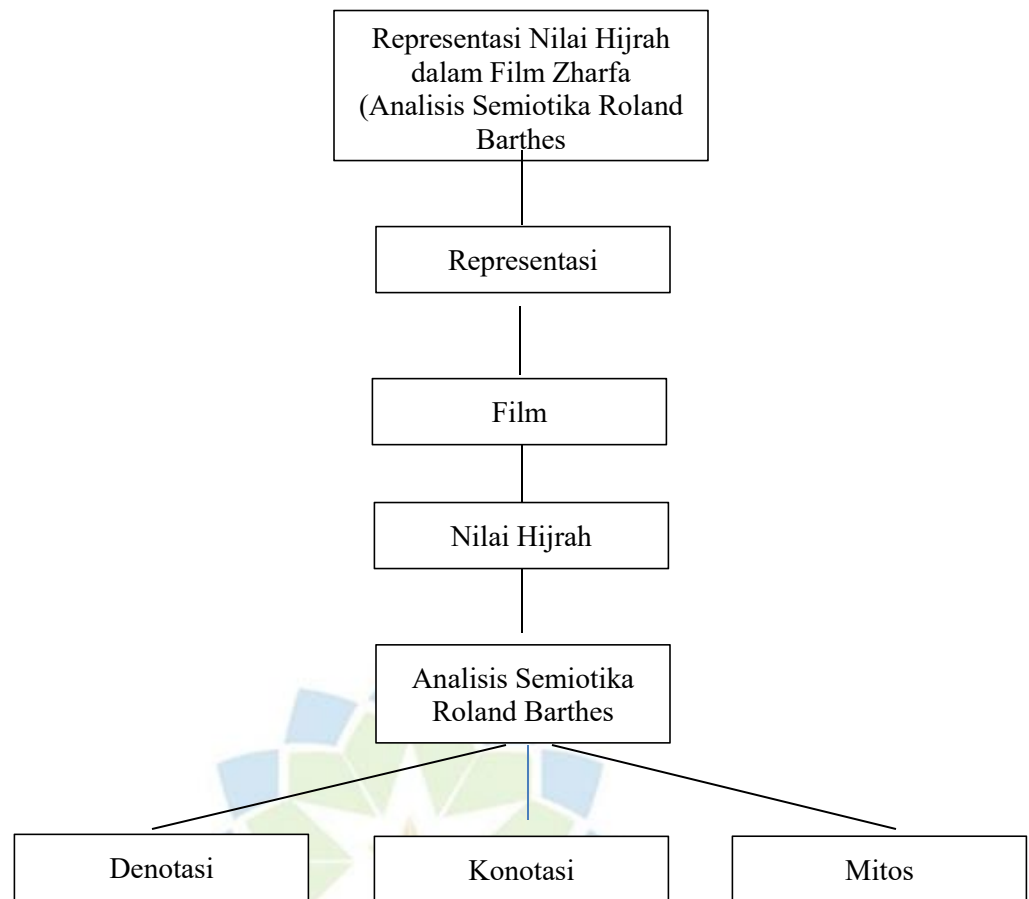 Representasi Nilai Hijrah
dalam Film Zharfa
(Analisis Semiotika Roland
Barthes
Representasi
Film
Nilai Hijrah
Analisis Semiotika
Roland Barthes
Denotasi
Konotasi
Mitos